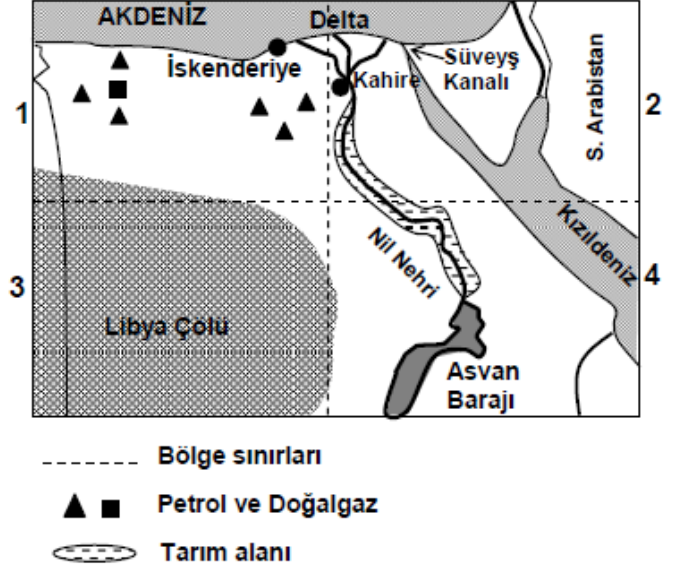 AKDENİZ
Delta
İskenderiye
Kahire
Süveyş
Kanalı
S. Arabistan
1
2
3
4
Kızıldeniz
Nil Nehri
Libya Çölü
Asvan
Barajı
Bölge sınırları
Petrol ve Doğalgaz
Tarım alanı